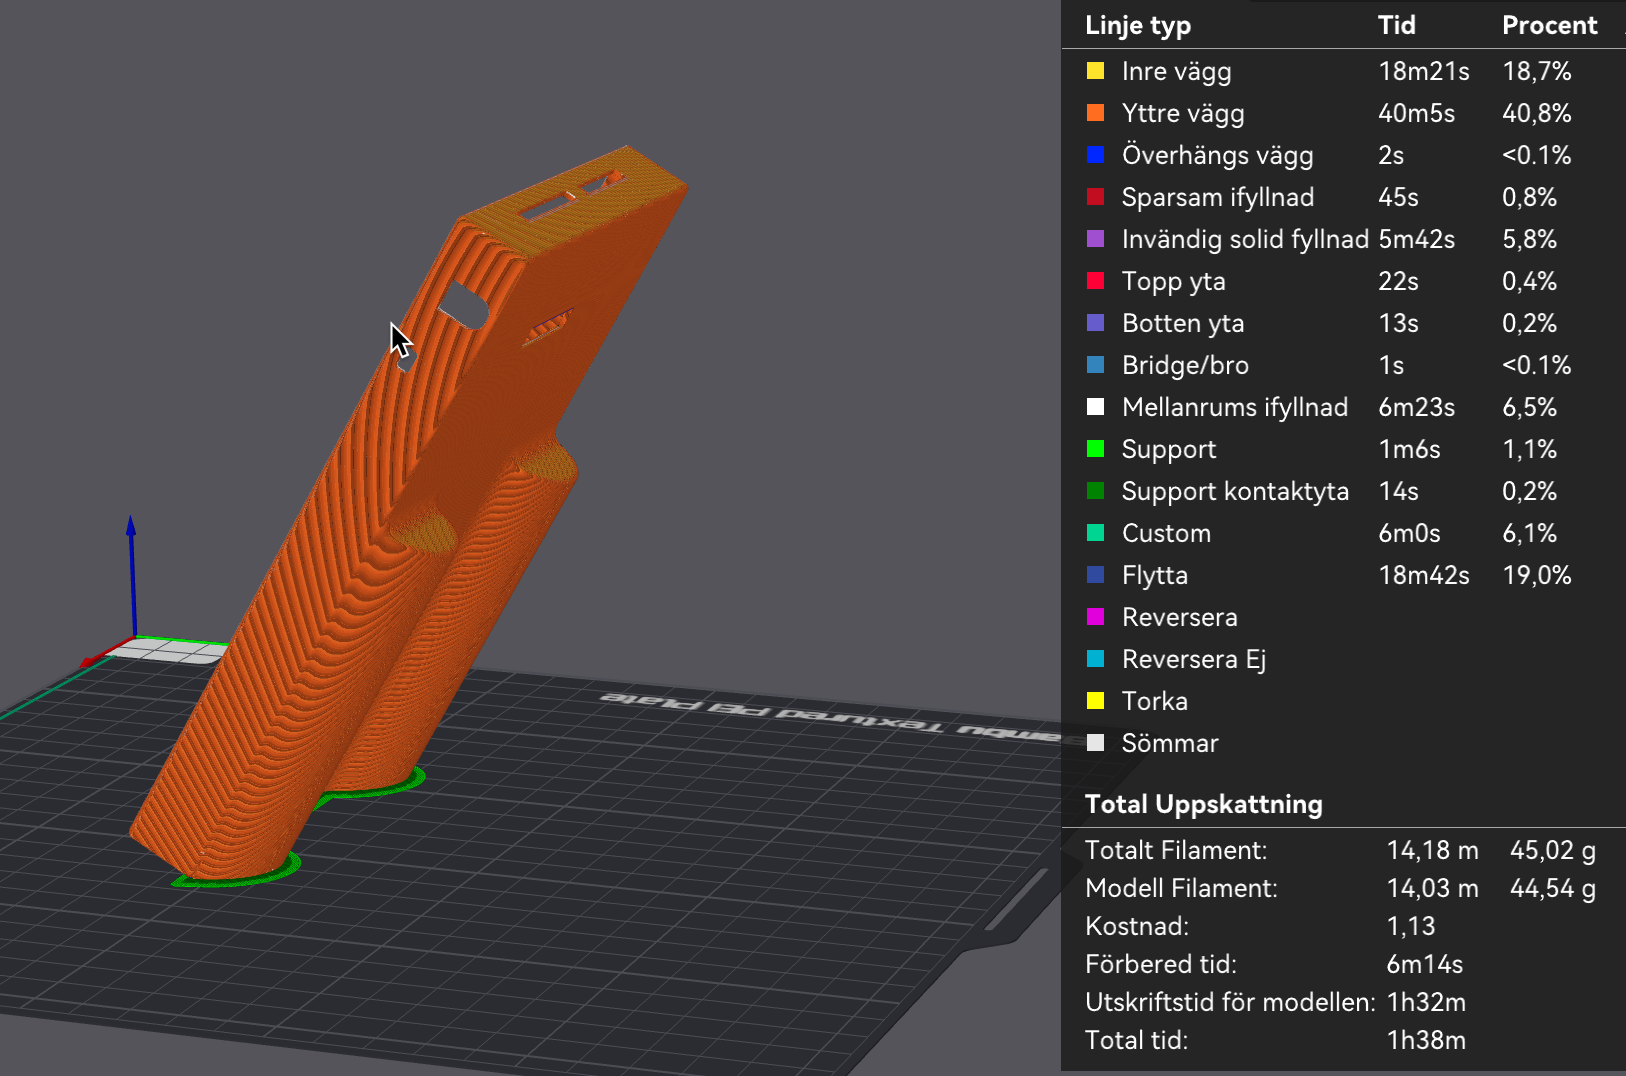 Linje typ Tid Procent
Inre vägg 18m21s 18,7%
Yttre vägg 40m5s 40,8%
Överhängs vägg 2s <0.1%
Sparsam ifyllnad 45s 0,8%
Invändig solid fyllnad 5m42s 5,8%
Topp yta 22s 0,4%
Botten yta 13s 0,2%
Bridge/bro 1s <0.1%
Mellanrums ifyllnad 6m23s 6,5%
Support 1m6s 1,1%
Support kontaktyta 14s 0,2%
Custom 6m0s 6,1%
Flytta 18m42s 19,0%
Reversera
Reversera Ej
Torka
Sömmar
Total Uppskattning
Totalt Filament: 14,18 m 45,02 g
Modell Filament: 14,03 m 44,54 g
Kostnad: 1,13
Förbered tid: 6m14s
Utskriftstid för modellen: 1h32m
Total tid: 1h38m
Bambu Textured PEI Plate